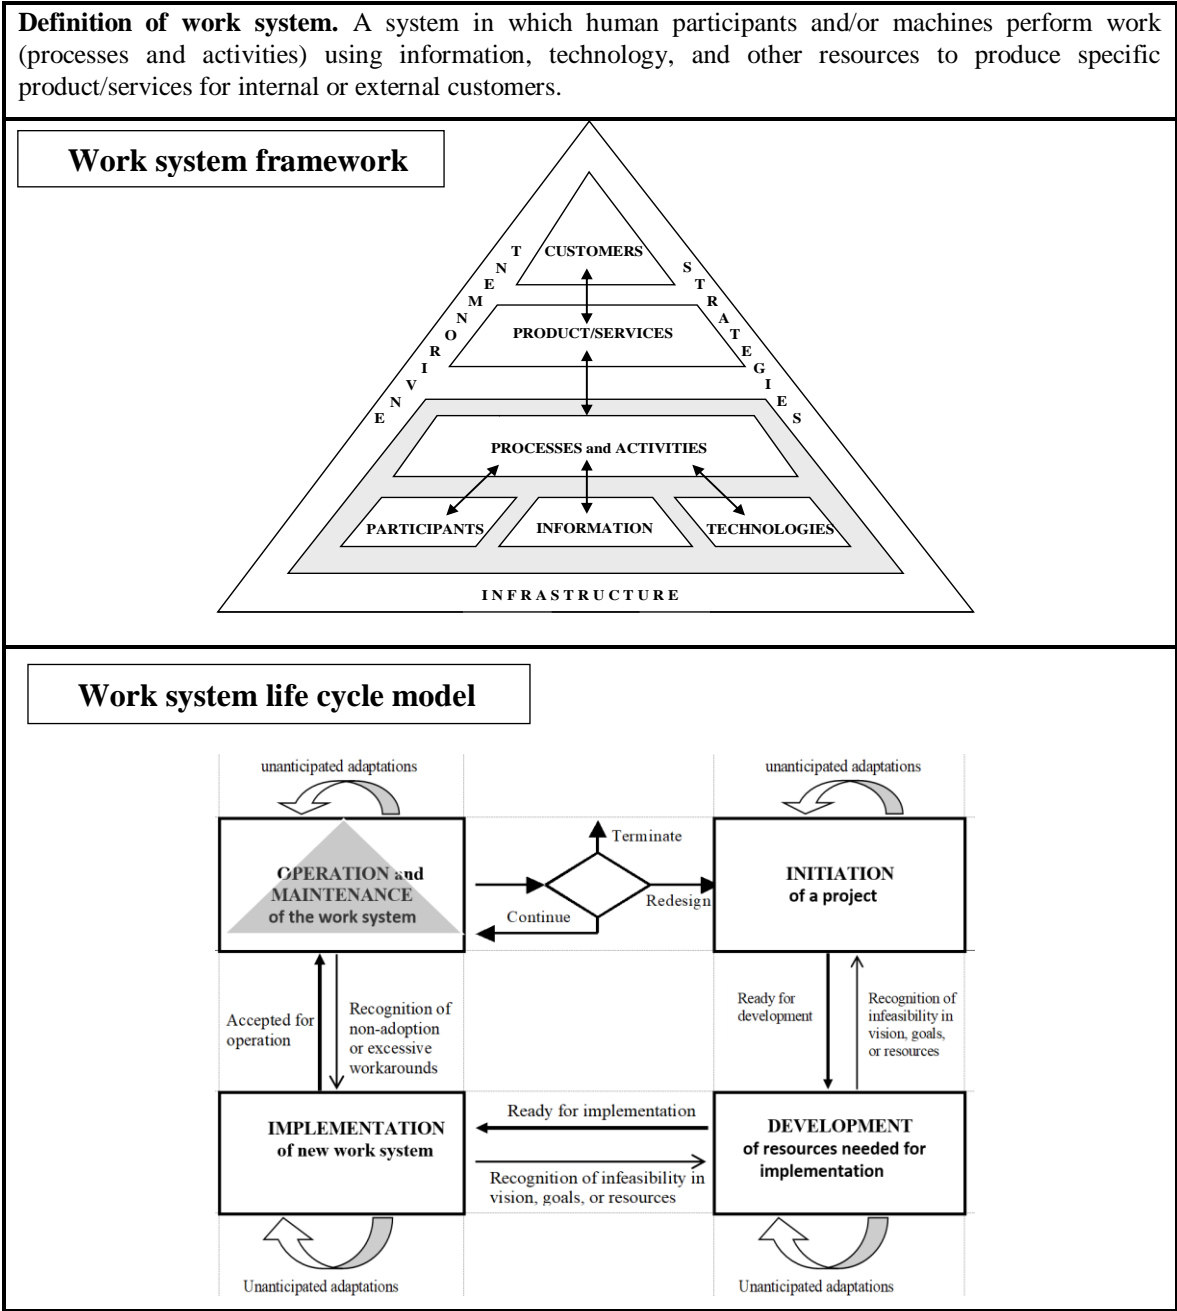 Definition of work system. A system in which human participants and/or machines perform work
(processes and activities) using information, technology, and other resources to produce specific
product/services for internal or external customers.
Work system framework
ENVIRONMENT
STRATEGIES
CUSTOMERS
PRODUCT/SERVICES
PROCESSES and ACTIVITIES
PARTICIPANTS
INFORMATION
TECHNOLOGIES
INFRASTRUCTURE
Work system life cycle model
unanticipated adaptations
unanticipated adaptations
OPERATION and
MAINTENANCE
of the work system
Terminate
Redesign
Continue
INITIATION
of a project
Accepted for
operation
Recognition of
non-adoption
or excessive
workarounds
Ready for
development
Recognition of
infeasibility in
vision, goals,
or resources
IMPLEMENTATION
of new work system
Ready for implementation
Recognition of infeasibility in
vision, goals, or resources
DEVELOPMENT
of resources needed for
implementation
Unanticipated adaptations
Unanticipated adaptations